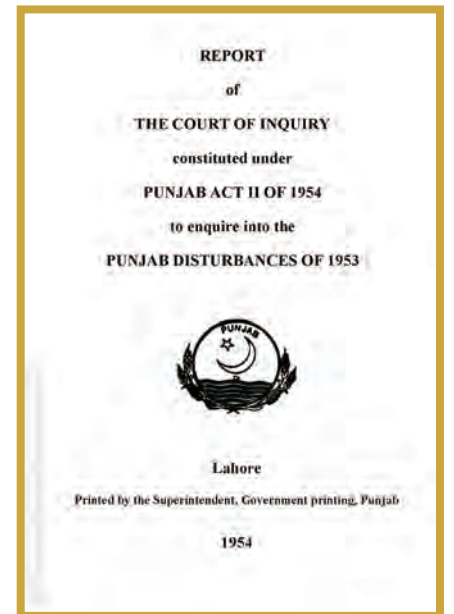 REPORT
of
THE COURT OF INQUIRY
constituted under
PUNJAB ACT II OF 1954
to enquire into the
PUNJAB DISTURBANCES OF 1953
PUNJAB
Lahore
Printed by the Superintendent, Government printing, Punjab
1954